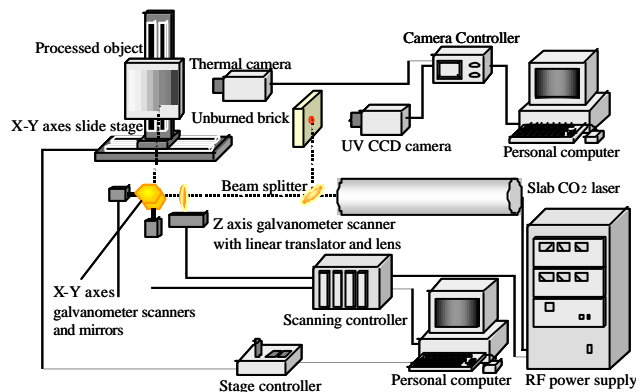 Processed object
Thermal camera
Camera Controller
Unburned brick
X-Y axes slide stage
UV CCD camera
Personal computer
Beam splitter
Slab CO2 laser
Z axis galvanometer scanner
with linear translator and lens
X-Y axes
galvanometer scanners
and mirrors
Scanning controller
Stage controller
Personal computer
RF power supply